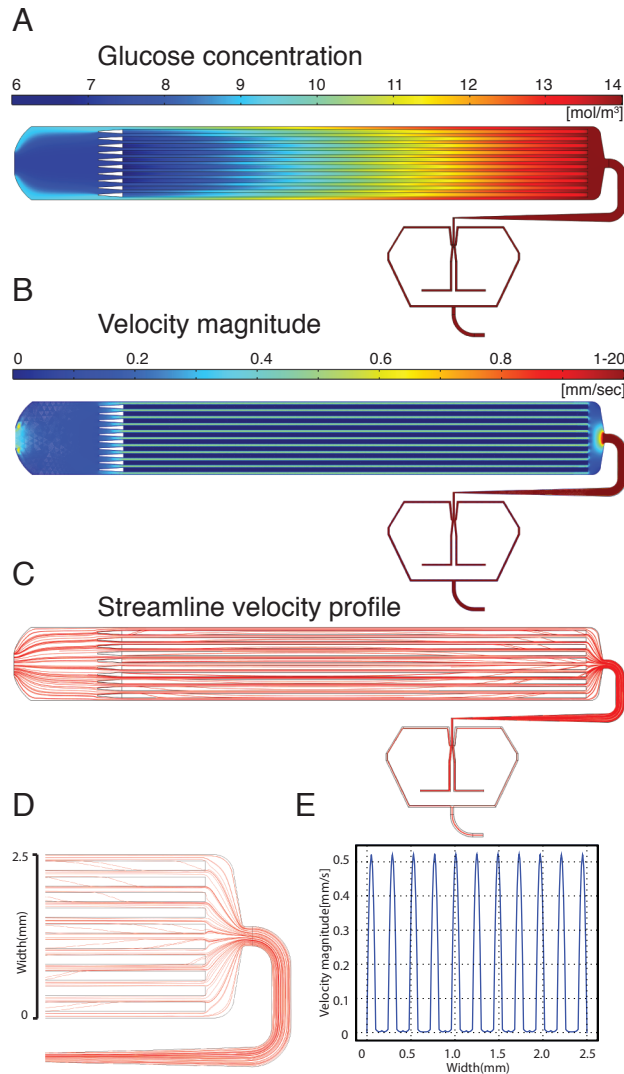 A
Glucose concentration
6 7 8 9 10 11 12 13 14
[mol/m³]
B
Velocity magnitude
0 0.2 0.4 0.6 0.8 1-20
[mm/sec]
C
Streamline velocity profile
D
2.5
Width(mm)
0
E
Velocity magnitude[mm/s]
0.5
0.4
0.3
0.2
0.1
0
0 0.5 1.0 1.5 2.0 2.5
Width(mm)